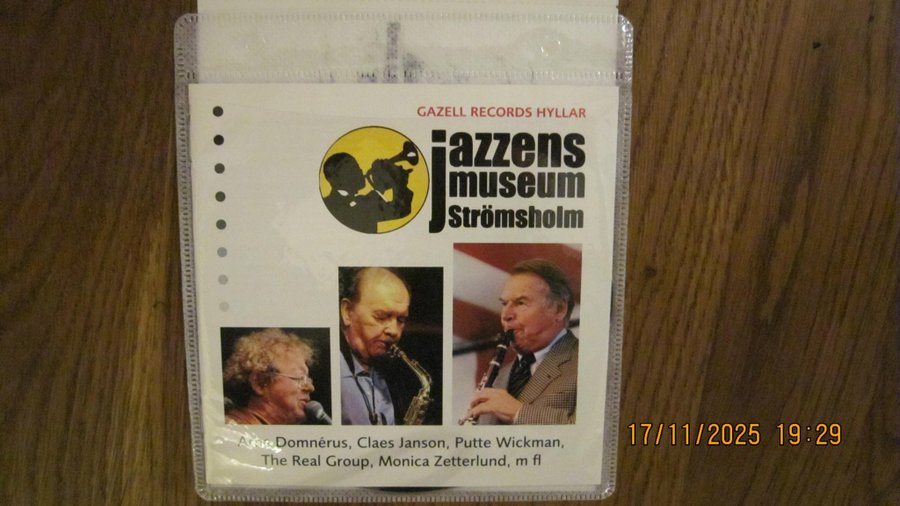 GAZELL RECORDS HYLLAR
jazzens
museum
Strömsholm
Arne Domnérus, Claes Janson, Putte Wickman,
The Real Group, Monica Zetterlund, m fl
17/11/2025 19:29